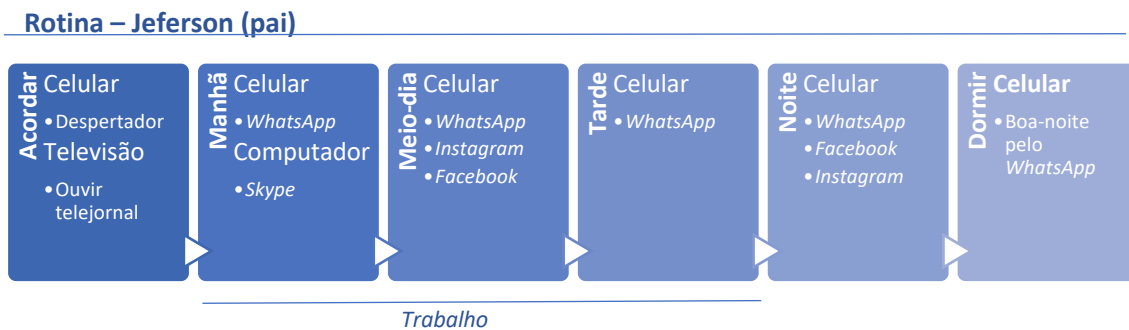 Rotina – Jeferson (pai)
Acordar
Celular
•Despertador
Televisão
•Ouvir
telejornal
Manhã
Celular
•WhatsApp
Computador
•Skype
Meio-dia
Celular
•WhatsApp
•Instagram
•Facebook
Tarde
Celular
•WhatsApp
Noite
Celular
•WhatsApp
•Facebook
•Instagram
Dormir
Celular
•Boa-noite
pelo
WhatsApp
Trabalho